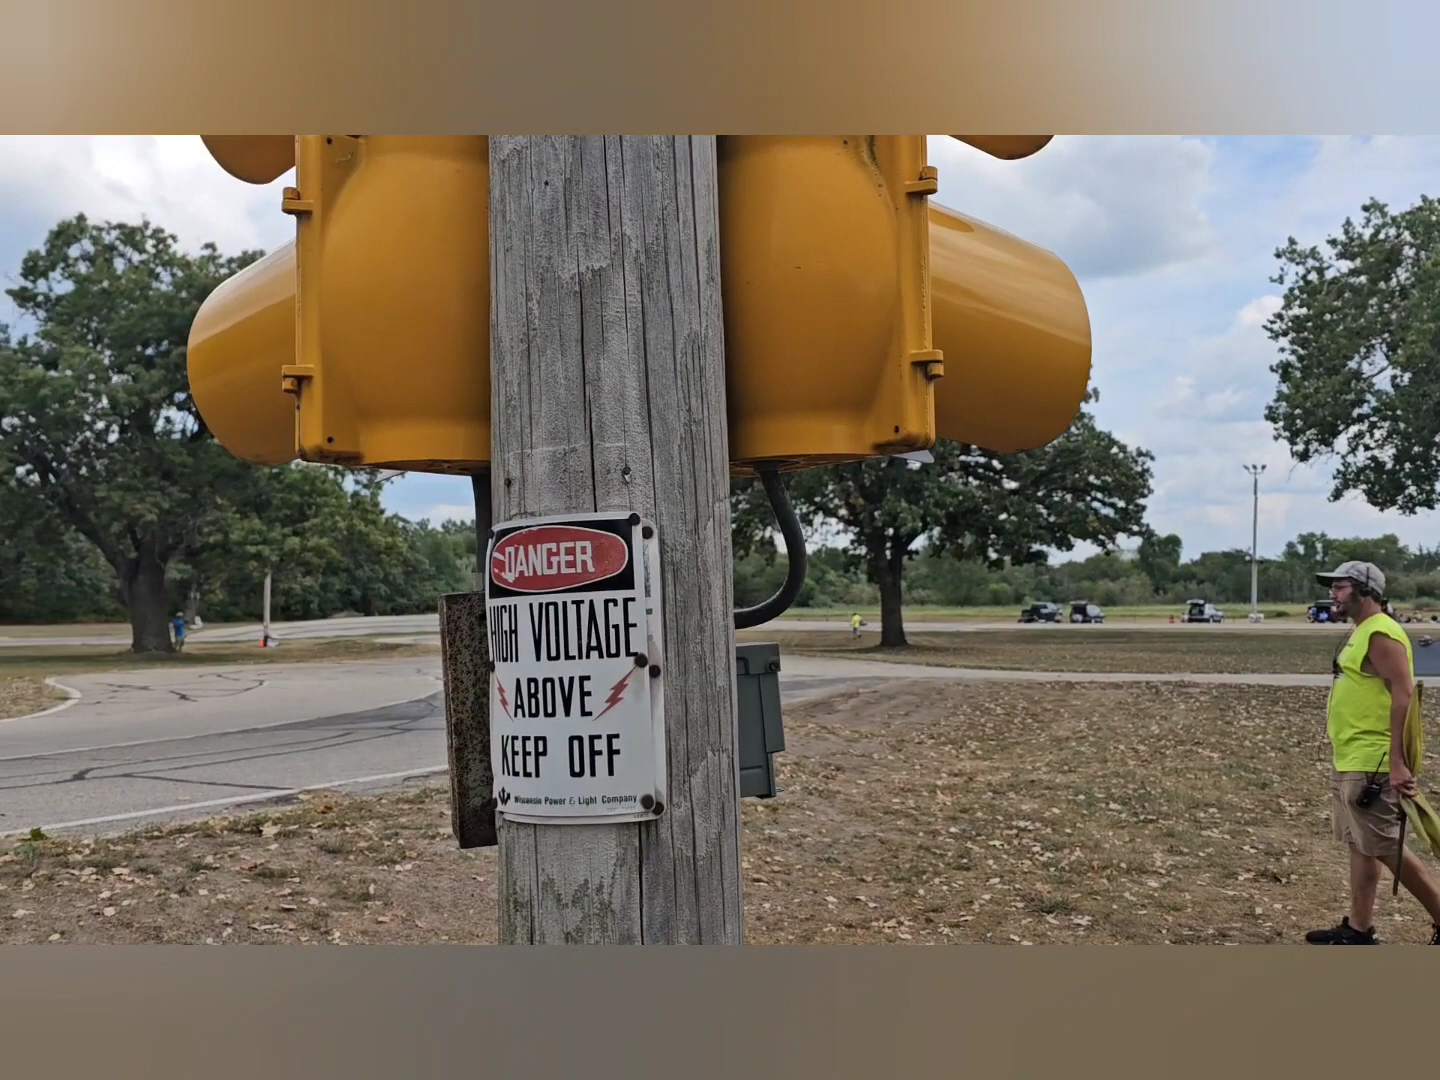 DANGER
HIGH VOLTAGE
ABOVE
KEEP OFF
Wisconsin Power & Light Company